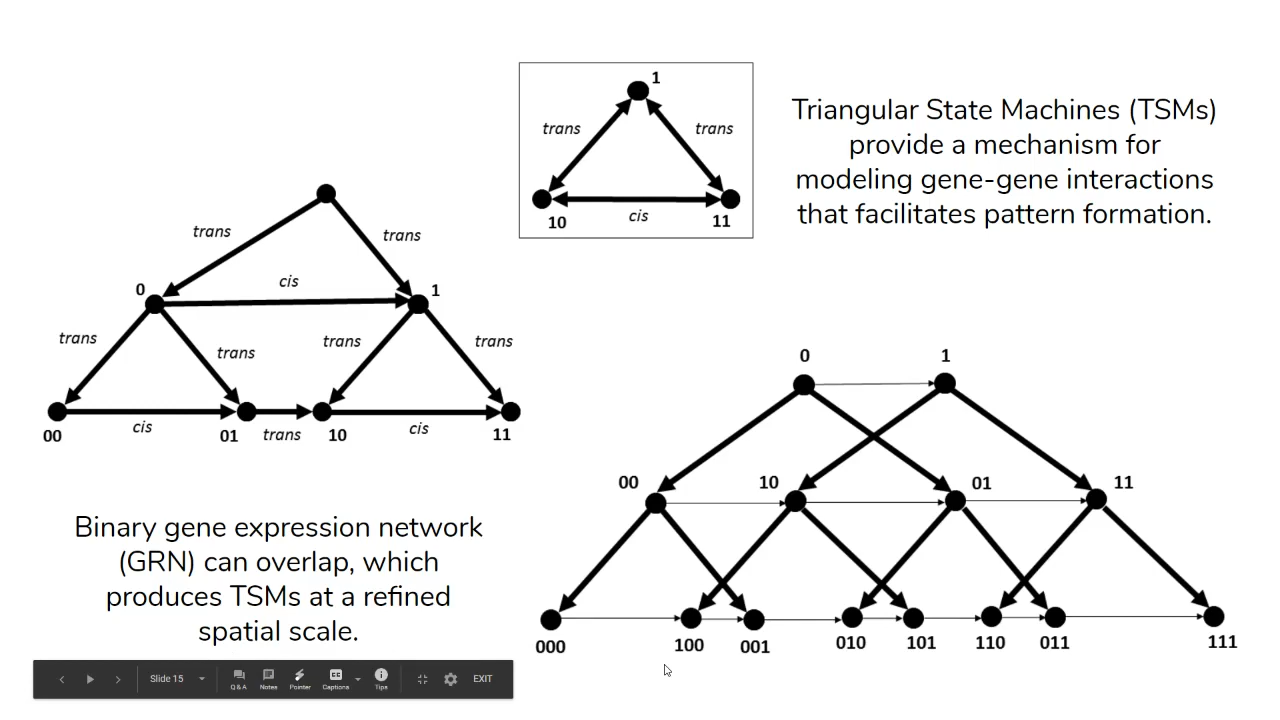 1
trans
trans
10
cis
11
Triangular State Machines (TSMs)
provide a mechanism for
modeling gene-gene interactions
that facilitates pattern formation.
trans
trans
0
cis
1
trans
trans
trans
trans
00
cis
01
trans
10
cis
11
0
1
00
10
01
11
000
100
001
010
101
110
011
111
Binary gene expression network
(GRN) can overlap, which
produces TSMs at a refined
spatial scale.
Slide 15
Q & A
Notes
Pointer
CC
Captions
Tips
EXIT